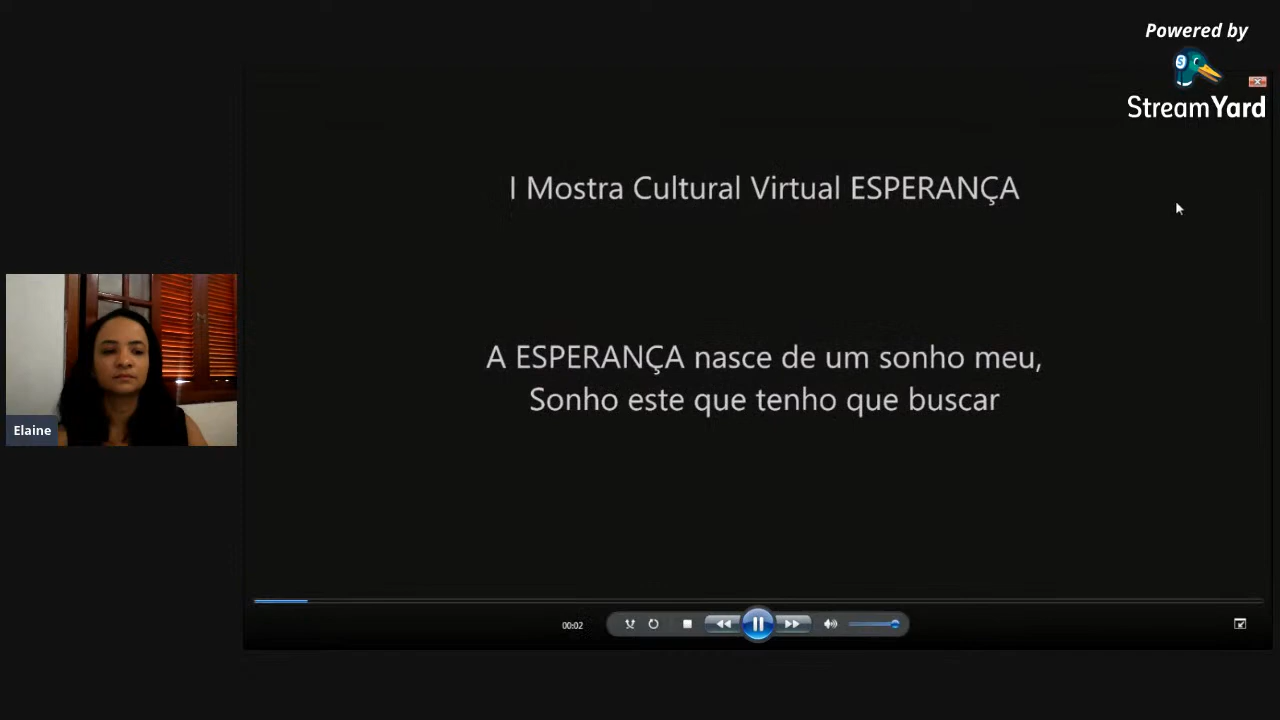 Powered by
StreamYard
I Mostra Cultural Virtual ESPERANÇA
A ESPERANÇA nasce de um sonho meu,
Sonho este que tenho que buscar
Elaine
00:02